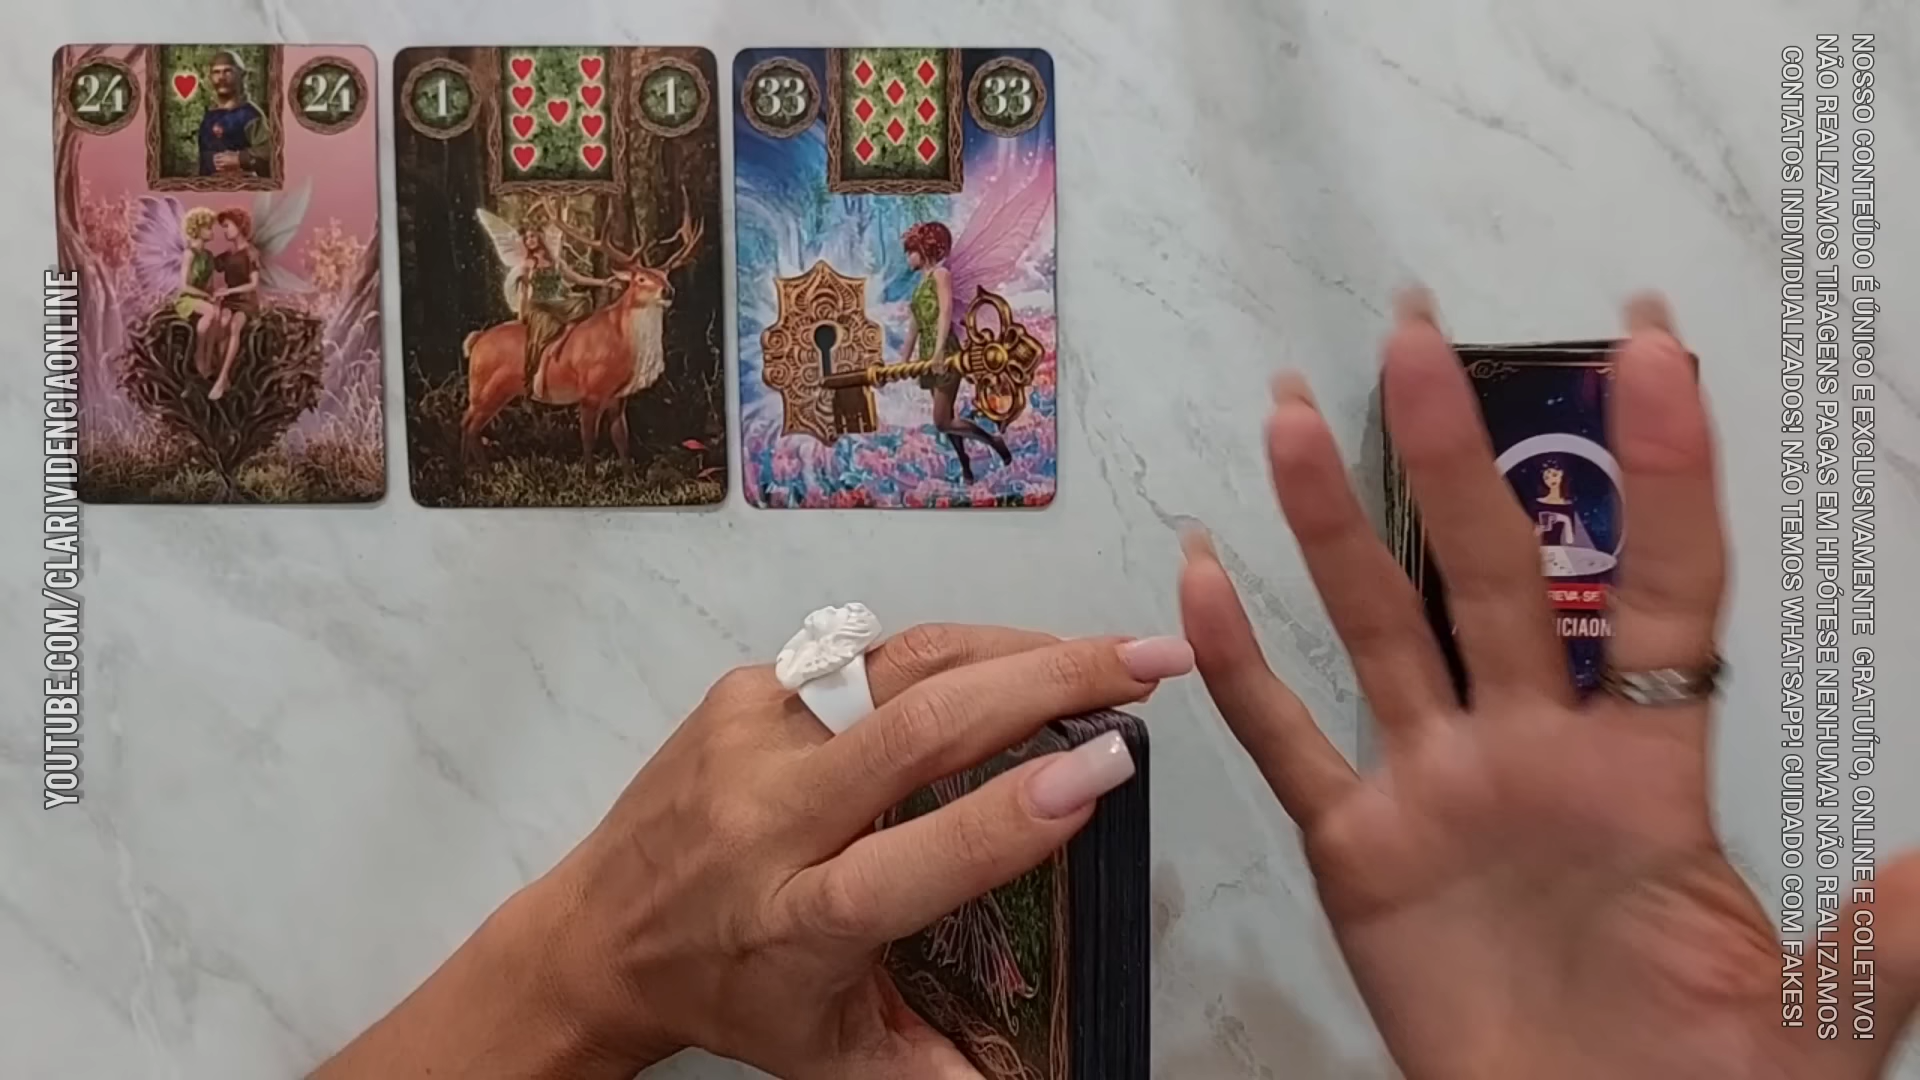 24 24
1 1
33 33
YOUTUBE.COM/CLARIVIDENCIAONLINE
NOSSO CONTEÚDO É ÚNICO E EXCLUSIVAMENTE GRATUÍTO, ONLINE E COLETIVO!
NÃO REALIZAMOS TIRAGENS PAGAS EM HIPÓTESE NENHUMA! NÃO REALIZAMOS
CONTATOS INDIVIDUALIZADOS! NÃO TEMOS WHATSAPP! CUIDADO COM FAKES!